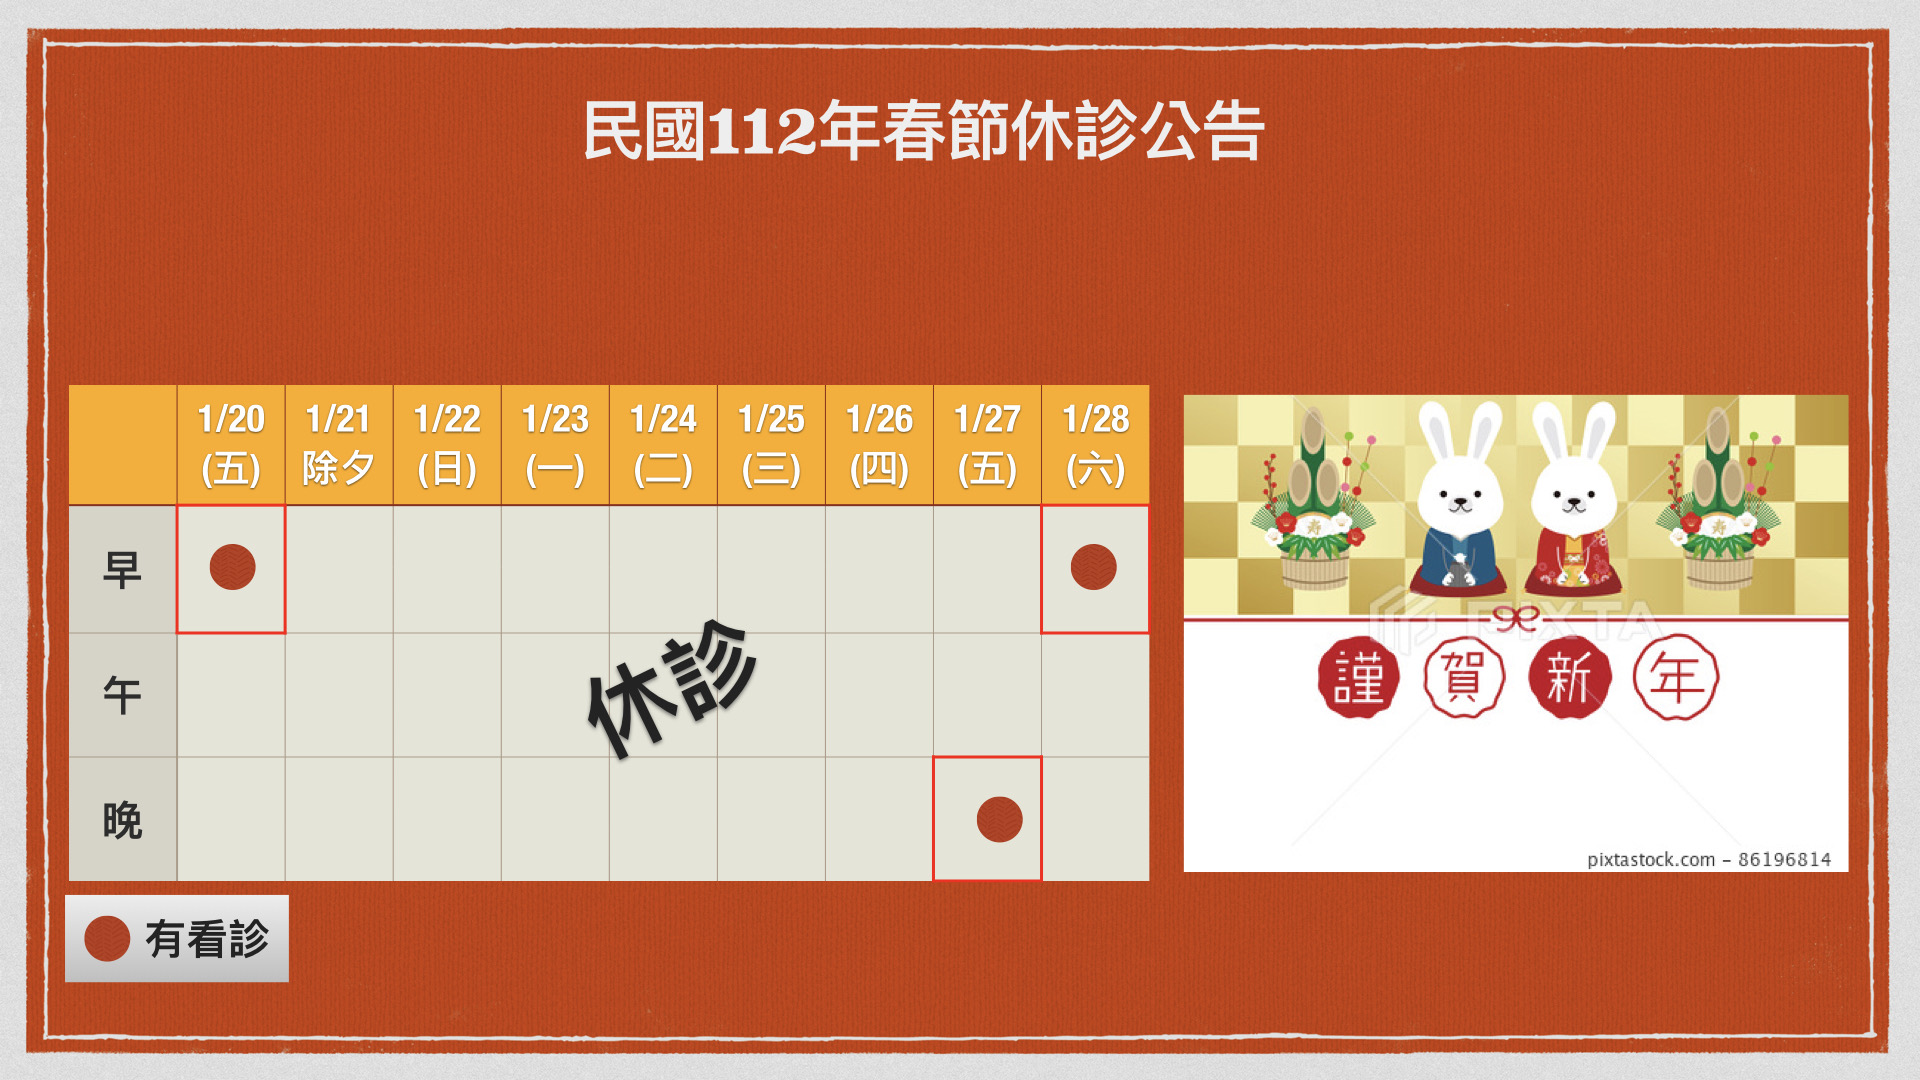 民國112年春節休診公告
1/20 1/21 1/22 1/23 1/24 1/25 1/26 1/27 1/28
(五) 除夕 (日) (一) (二) (三) (四) (五) (六)
早
午
晚
休診
有看診
寿 寿
PIXTA
謹賀新年
pixtastock.com - 86196814